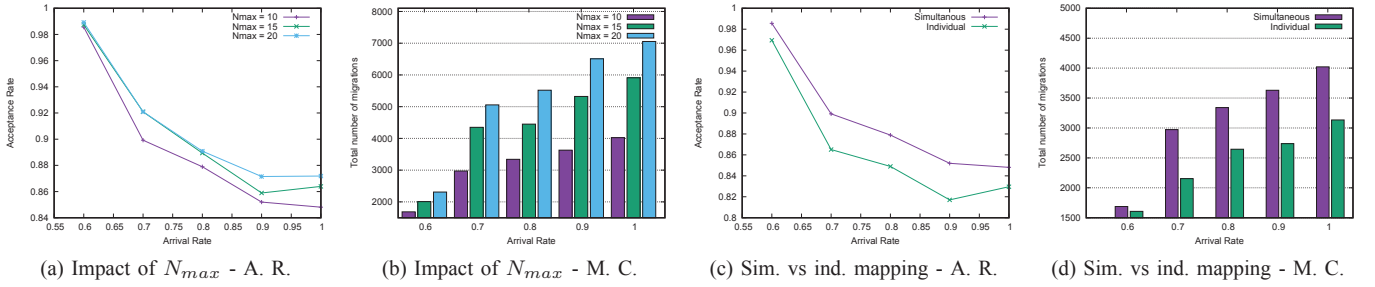 Nmax = 10
Nmax = 15
Nmax = 20
1
0.98
0.96
0.94
0.92
0.9
0.88
0.86
0.84
0.55 0.6 0.65 0.7 0.75 0.8 0.85 0.9 0.95 1
Acceptance Rate
Arrival Rate
(a) Impact of N_max - A. R.
Nmax = 10
Nmax = 15
Nmax = 20
8000
7000
6000
5000
4000
3000
2000
0.6 0.7 0.8 0.9 1
Total number of migrations
Arrival Rate
(b) Impact of N_max - M. C.
Simultanous
Individual
1
0.98
0.96
0.94
0.92
0.9
0.88
0.86
0.84
0.82
0.8
0.55 0.6 0.65 0.7 0.75 0.8 0.85 0.9 0.95 1
Acceptance Rate
Arrival Rate
(c) Sim. vs ind. mapping - A. R.
Simultaneous
Individual
5000
4500
4000
3500
3000
2500
2000
1500
0.6 0.7 0.8 0.9 1
Total number of migrations
Arrival Rate
(d) Sim. vs ind. mapping - M. C.